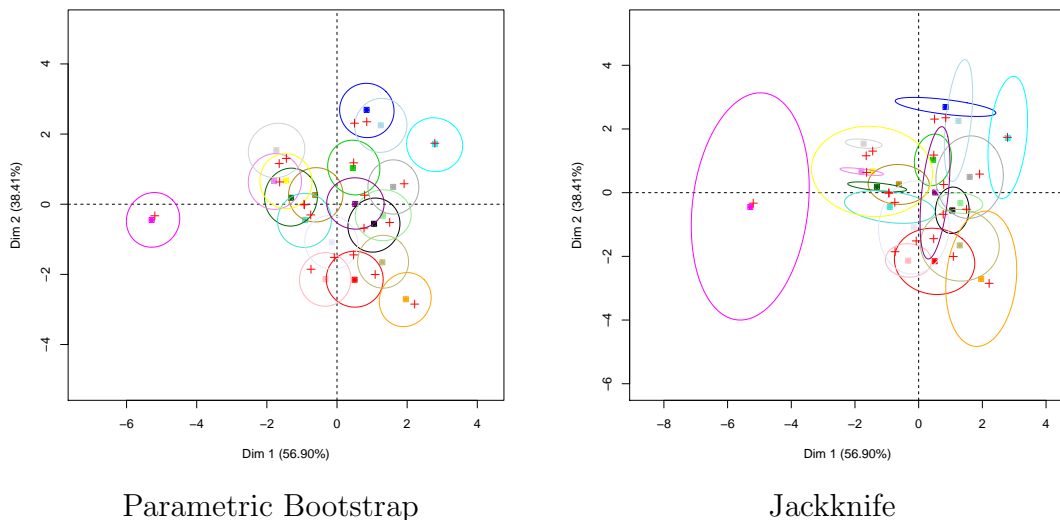 4
2
0
−2
−4
Dim 2 (38.41%)
−6 −4 −2 0 2 4
Dim 1 (56.90%)
Parametric Bootstrap
4
2
0
−2
−4
−6
Dim 2 (38.41%)
−8 −6 −4 −2 0 2 4
Dim 1 (56.90%)
Jackknife